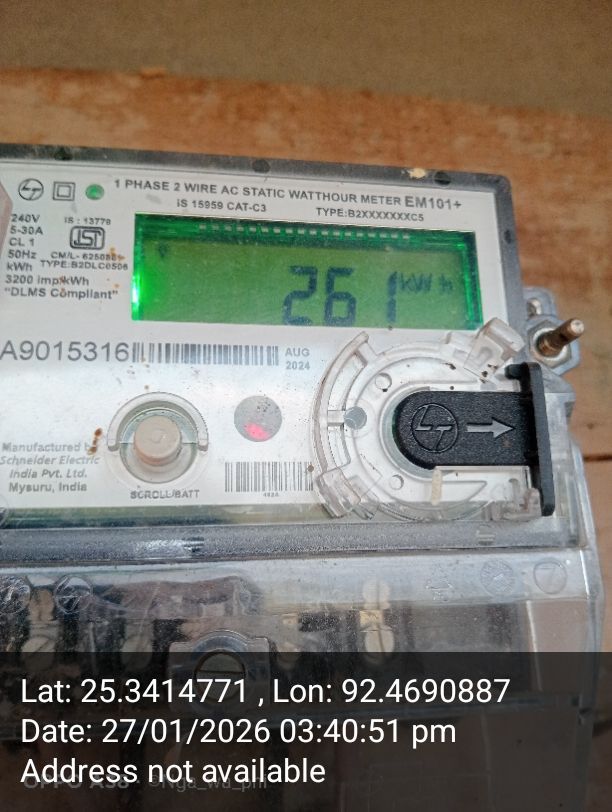 1 PHASE 2 WIRE AC STATIC WATTHOUR METER EM101+
IS 15959 CAT-C3 TYPE:B2XXXXXXXC5
240V
5-30A
CL 1
50Hz
kWh
3200 imp/kWh
"DLMS Compliant"
IS : 13779
ISI
TYPE:B2DLC0506
261 kWh
A9015316
AUG
2024
Manufactured by
Schneider Electric
India Pvt. Ltd.
Mysuru, India
SCROLL/BATT
Lat: 25.3414771 , Lon: 92.4690887
Date: 27/01/2026 03:40:51 pm
Address not available